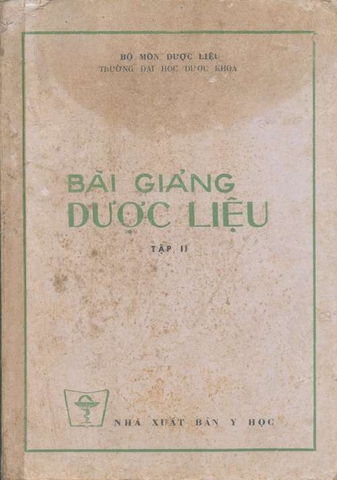 BỘ MÔN DƯỢC LIỆU
TRƯỜNG ĐẠI HỌC DƯỢC KHOA
BÀI GIẢNG
DƯỢC LIỆU
TẬP II
NHÀ XUẤT BẢN Y HỌC